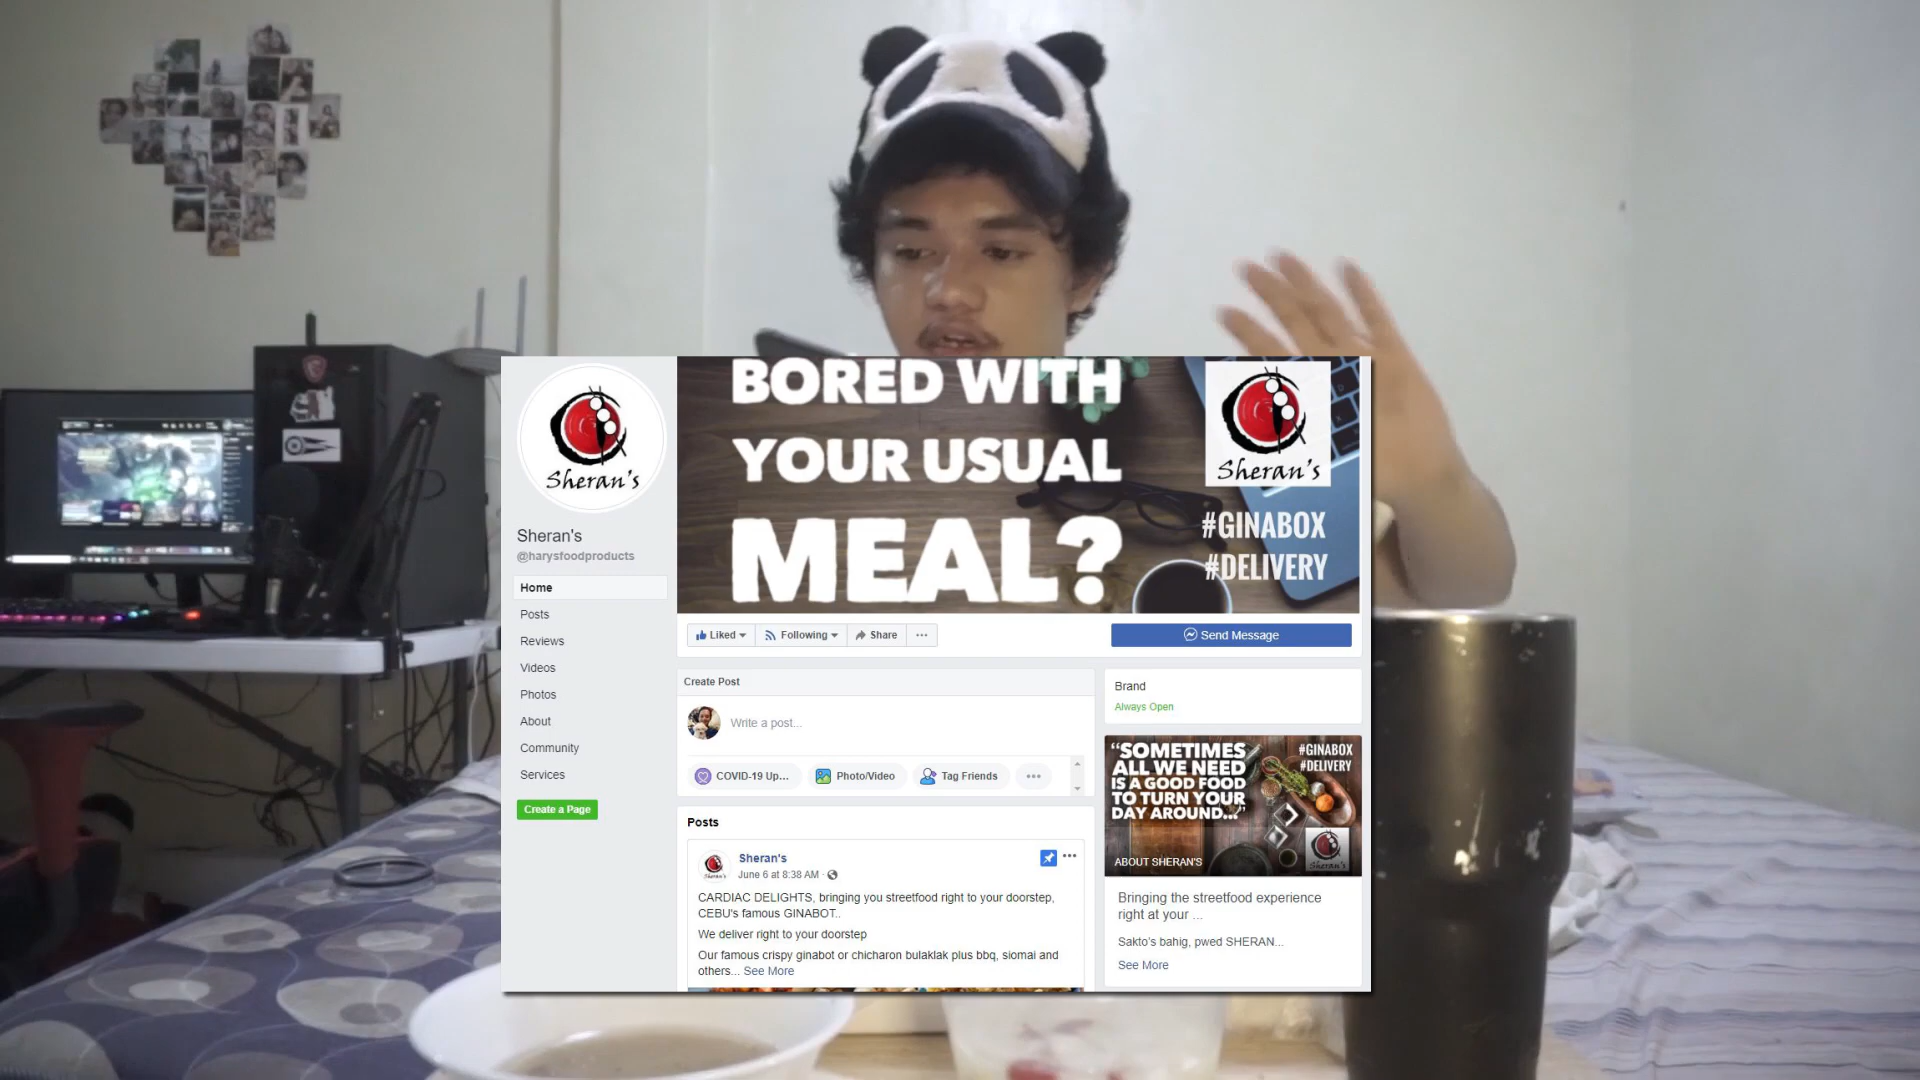 Sheran's
Sheran's
@harysfoodproducts
Home
Posts
Reviews
Videos
Photos
About
Community
Services
Create a Page
BORED WITH
YOUR USUAL
MEAL?
Sheran's
#GINABOX
#DELIVERY
Liked
Following
Share
Send Message
Create Post
Write a post...
COVID-19 Up...
Photo/Video
Tag Friends
Posts
Sheran's
June 6 at 8:38 AM
CARDIAC DELIGHTS, bringing you streetfood right to your doorstep,
CEBU's famous GINABOT..
We deliver right to your doorstep
Our famous crispy ginabot or chicharon bulaklak plus bbq, siomai and
others... See More
Brand
Always Open
“SOMETIMES
ALL WE NEED
IS A GOOD FOOD
TO TURN YOUR
DAY AROUND...”
#GINABOX
#DELIVERY
Sheran's
ABOUT SHERAN'S
Bringing the streetfood experience
right at your ...
Sakto’s bahig, pwed SHERAN...
See More